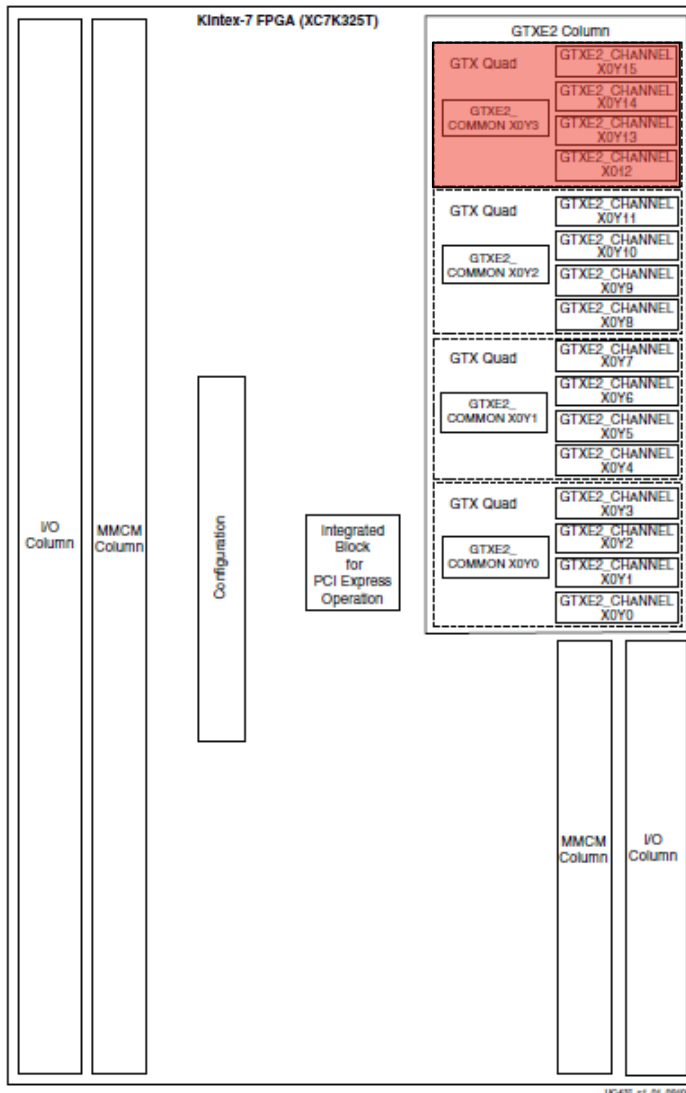 Kintex-7 FPGA (XC7K325T)
GTXE2 Column
GTX Quad
GTXE2_
COMMON X0Y3
GTXE2_CHANNEL
X0Y15
GTXE2_CHANNEL
X0Y14
GTXE2_CHANNEL
X0Y13
GTXE2_CHANNEL
X012
GTX Quad
GTXE2_
COMMON X0Y2
GTXE2_CHANNEL
X0Y11
GTXE2_CHANNEL
X0Y10
GTXE2_CHANNEL
X0Y9
GTXE2_CHANNEL
X0Y8
GTX Quad
GTXE2_
COMMON X0Y1
GTXE2_CHANNEL
X0Y7
GTXE2_CHANNEL
X0Y6
GTXE2_CHANNEL
X0Y5
GTXE2_CHANNEL
X0Y4
GTX Quad
GTXE2_
COMMON X0Y0
GTXE2_CHANNEL
X0Y3
GTXE2_CHANNEL
X0Y2
GTXE2_CHANNEL
X0Y1
GTXE2_CHANNEL
X0Y0
I/O
Column
MMCM
Column
Configuration
Integrated
Block
for
PCI Express
Operation
MMCM
Column
I/O
Column